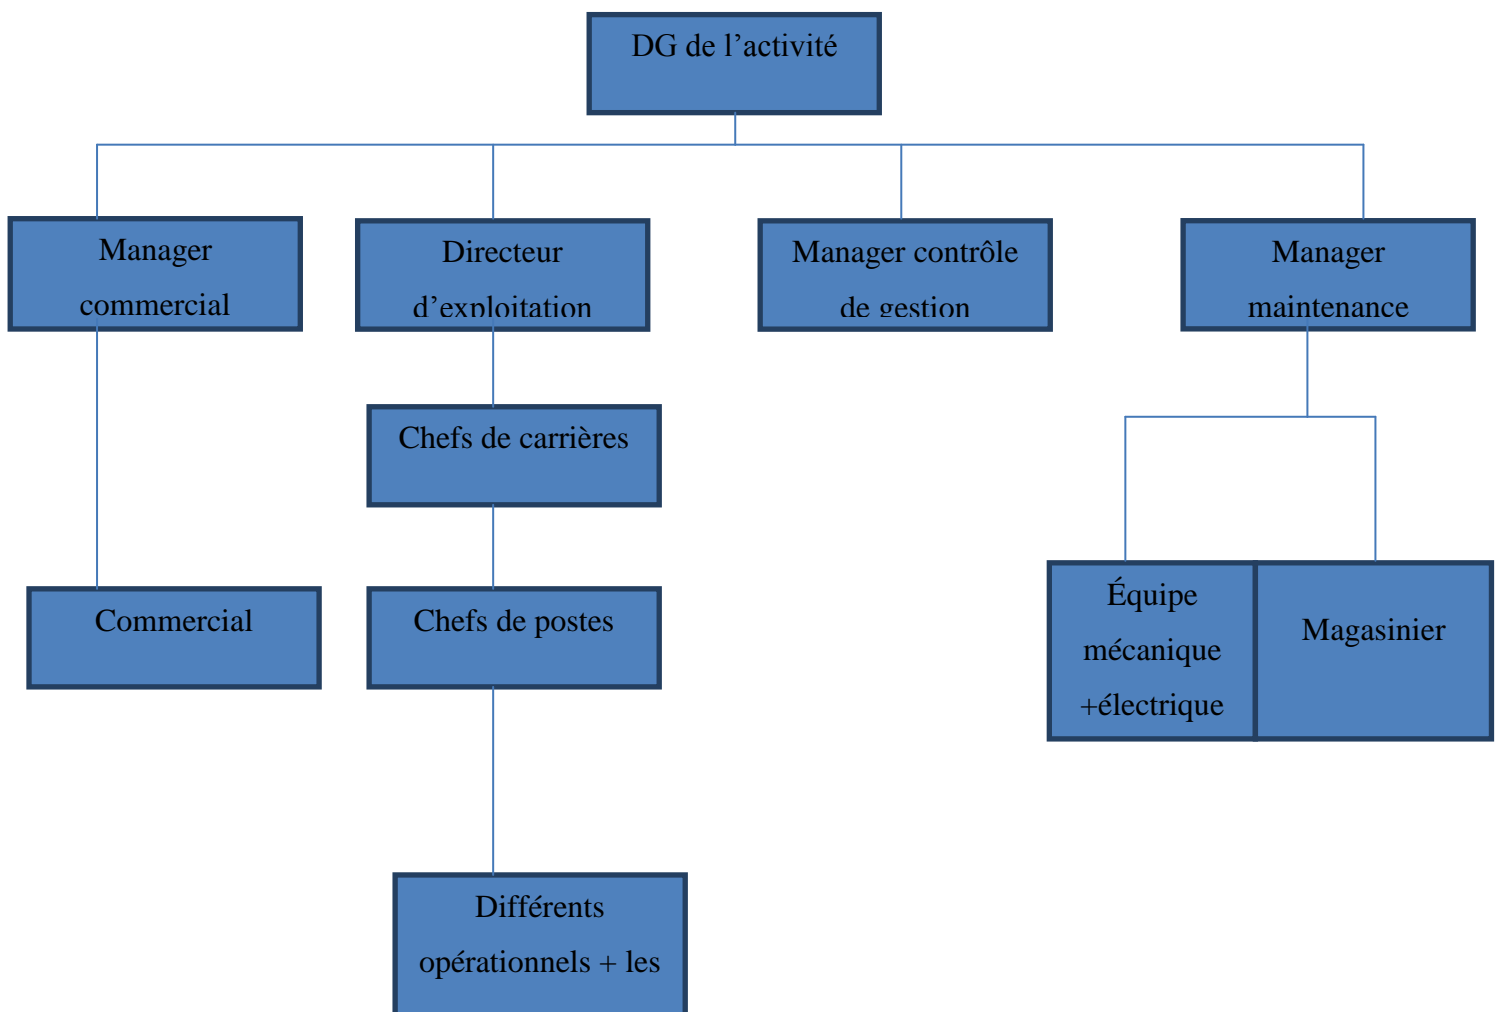 DG de l’activité
Manager
commercial
Directeur
d’exploitation
Manager contrôle
de gestion
Manager
maintenance
Chefs de carrières
Commercial
Chefs de postes
Équipe
mécanique
+électrique
Magasinier
Différents
opérationnels + les